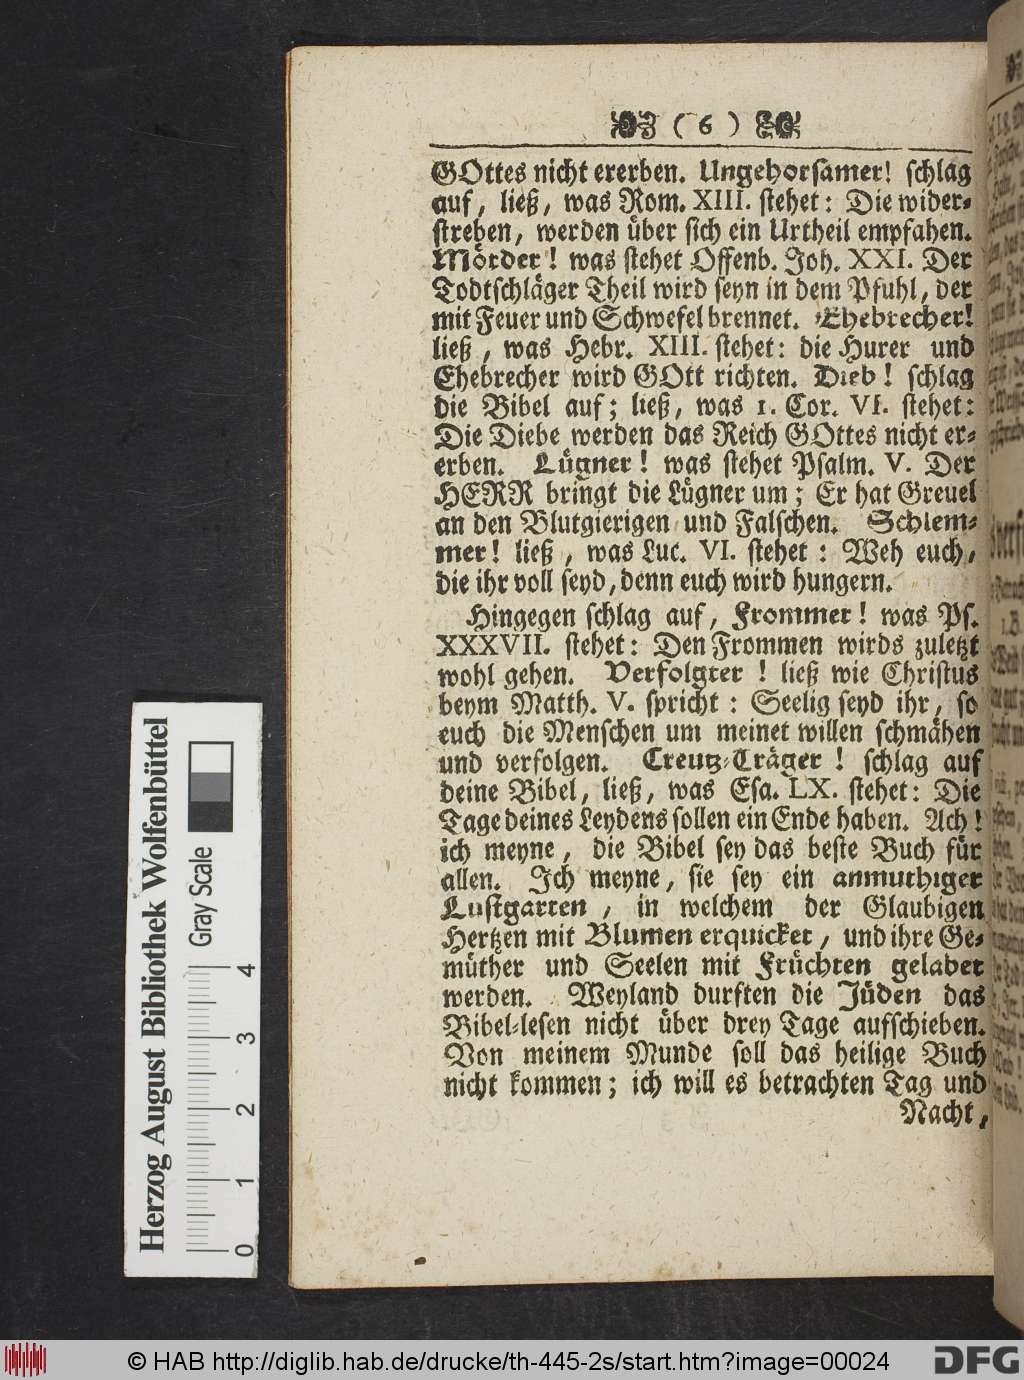 ( 6 )
GOttes nicht ererben. Ungehorsamer! schlag
auf, ließ, was Rom. XIII. stehet: Die wider-
streben, werden über sich ein Urtheil empfahen.
Mörder! was stehet Offenb. Joh. XXI. Der
Todtschläger Theil wird seyn in dem Pfuhl, der
mit Feuer und Schwefel brennet. Ehebrecher!
ließ, was Hebr. XIII. stehet: die Hurer und
Ehebrecher wird GOtt richten. Dieb! schlag
die Bibel auf; ließ, was 1. Cor. VI. stehet:
Die Diebe werden das Reich GOttes nicht er-
erben. Lügner! was stehet Psalm. V. Der
HERR bringt die Lügner um; Er hat Greuel
an den Blutgierigen und Falschen. Schlem-
mer! ließ, was Luc. VI. stehet: Weh euch,
die ihr voll seyd, denn euch wird hungern.
Hingegen schlag auf, Frommer! was Ps.
XXXVII. stehet: Den Frommen wirds zuletzt
wohl gehen. Verfolgter! ließ wie Christus
beym Matth. V. spricht: Seelig seyd ihr, so
euch die Menschen um meinet willen schmähen
und verfolgen. Creutz-Träger! schlag auf
deine Bibel, ließ, was Esa. LX. stehet: Die
Tage deines Leydens sollen ein Ende haben. Ach!
ich meyne, die Bibel sey das beste Buch für
allen. Ich meyne, sie sey ein anmuthiger
Lustgarten, in welchem der Glaubigen
Hertzen mit Blumen erquicket, und ihre Ge-
müther und Seelen mit Früchten gelabet
werden. Weyland durften die Jüden das
Bibel-lesen nicht über drey Tage aufschieben.
Von meinem Munde soll das heilige Buch
nicht kommen; ich will es betrachten Tag und
Nacht,
Herzog August Bibliothek Wolfenbüttel
Gray Scale
0 1 2 3 4
© HAB http://diglib.hab.de/drucke/th-445-2s/start.htm?image=00024
DFG